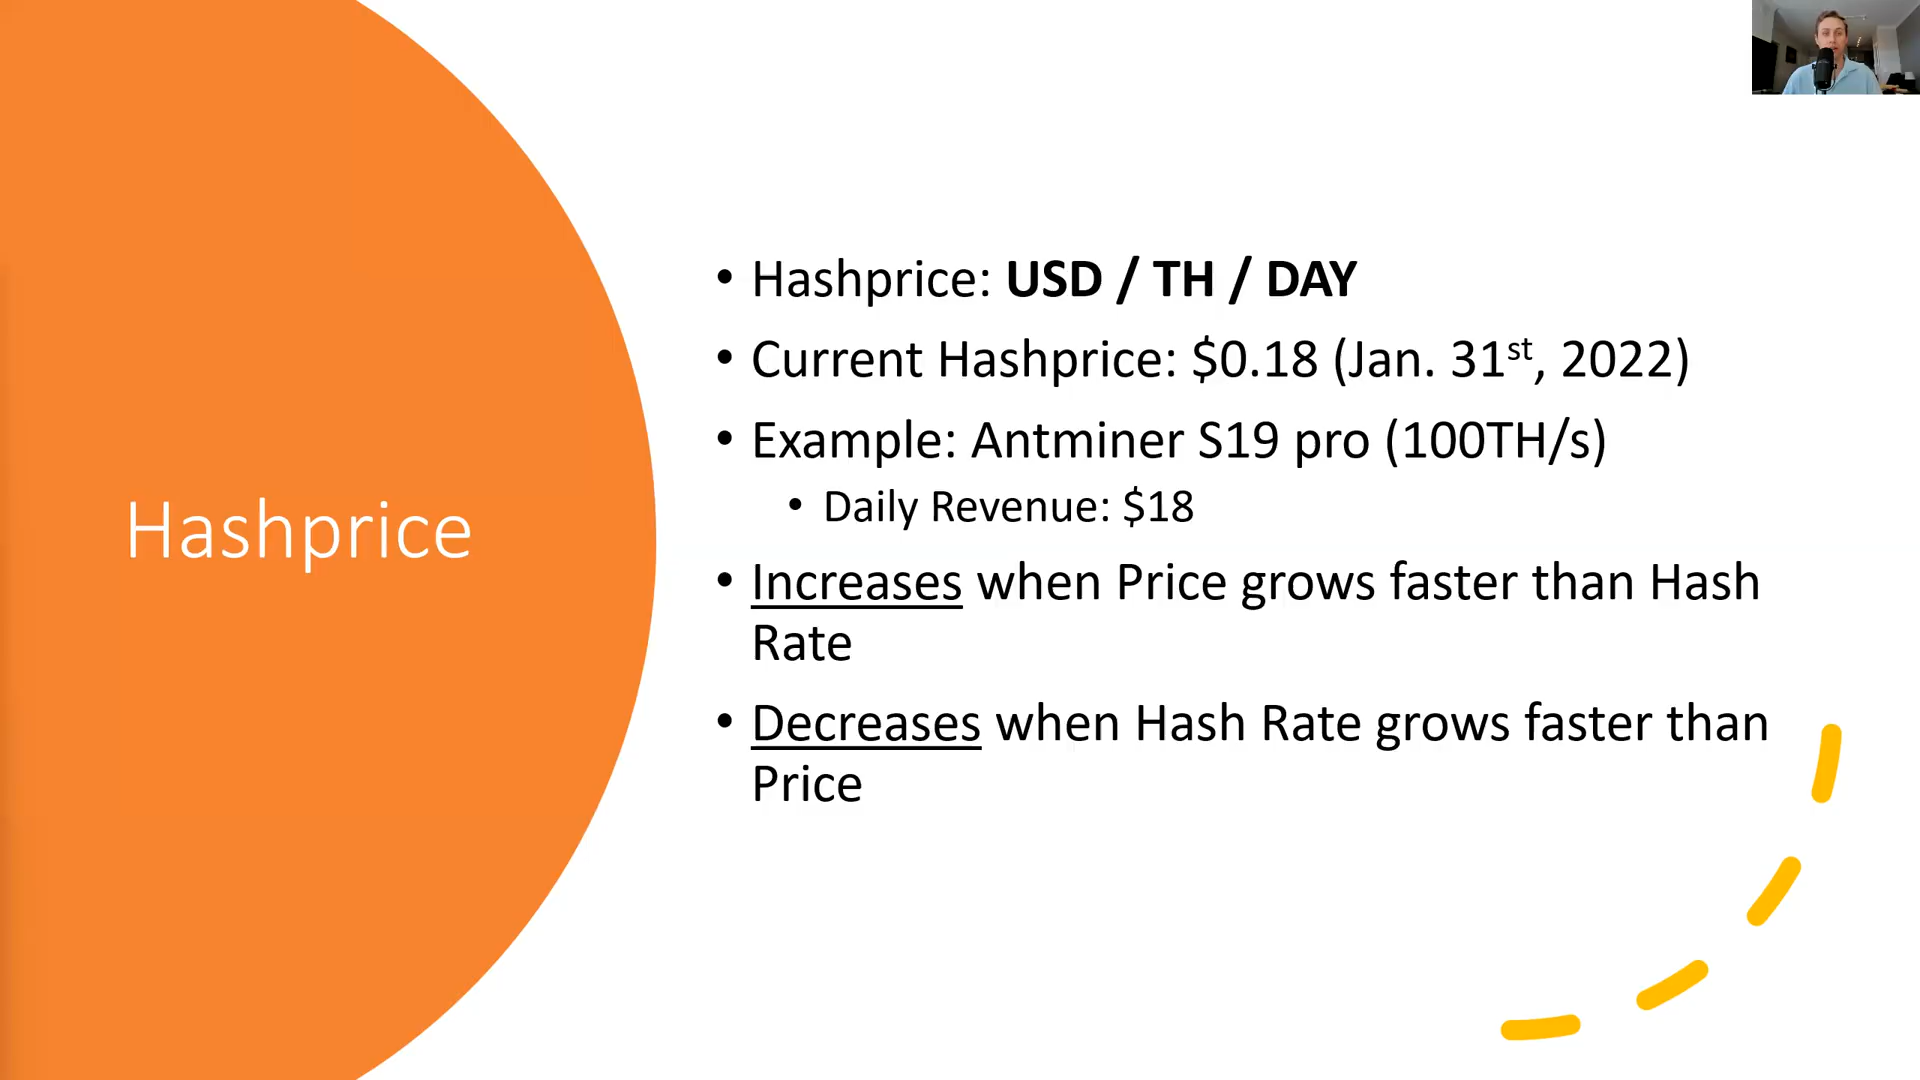 Hashprice
• Hashprice: USD / TH / DAY
• Current Hashprice: $0.18 (Jan. 31st, 2022)
• Example: Antminer S19 pro (100TH/s)
• Daily Revenue: $18
• Increases when Price grows faster than Hash
Rate
• Decreases when Hash Rate grows faster than
Price